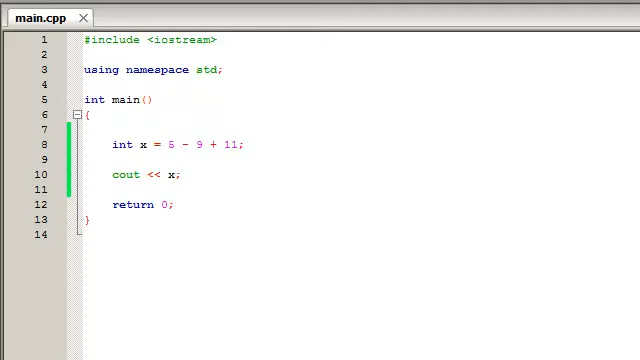 main.cpp
1 #include <iostream>
2
3 using namespace std;
4
5 int main()
6 {
7
8 int x = 5 - 9 + 11;
9
10 cout << x;
11
12 return 0;
13 }
14